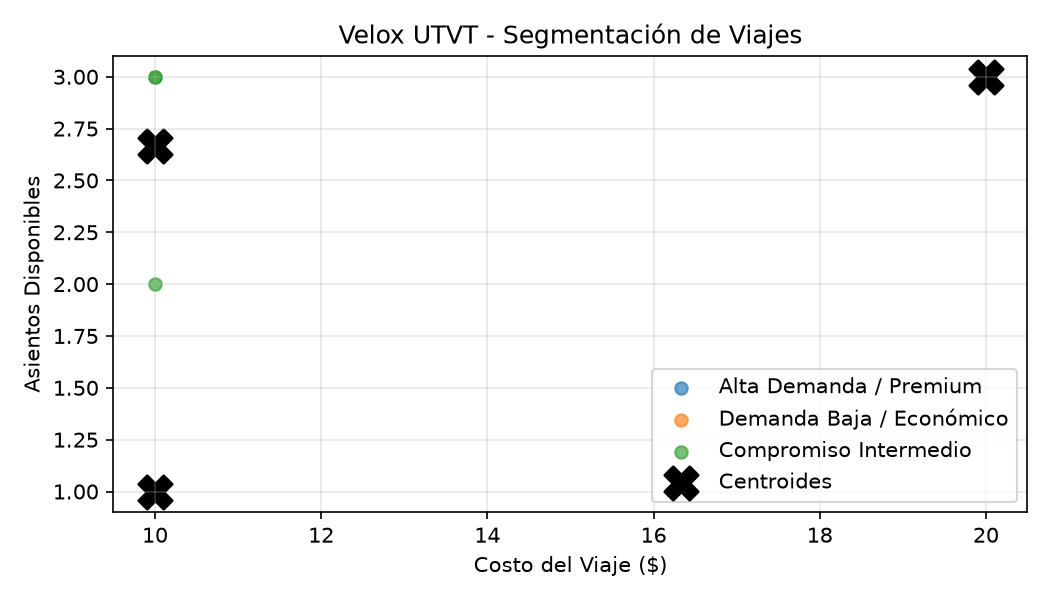 Velox UTVT - Segmentación de Viajes
Asientos Disponibles
3.00
2.75
2.50
2.25
2.00
1.75
1.50
1.25
1.00
Alta Demanda / Premium
Demanda Baja / Económico
Compromiso Intermedio
Centroides
10 12 14 16 18 20
Costo del Viaje ($)